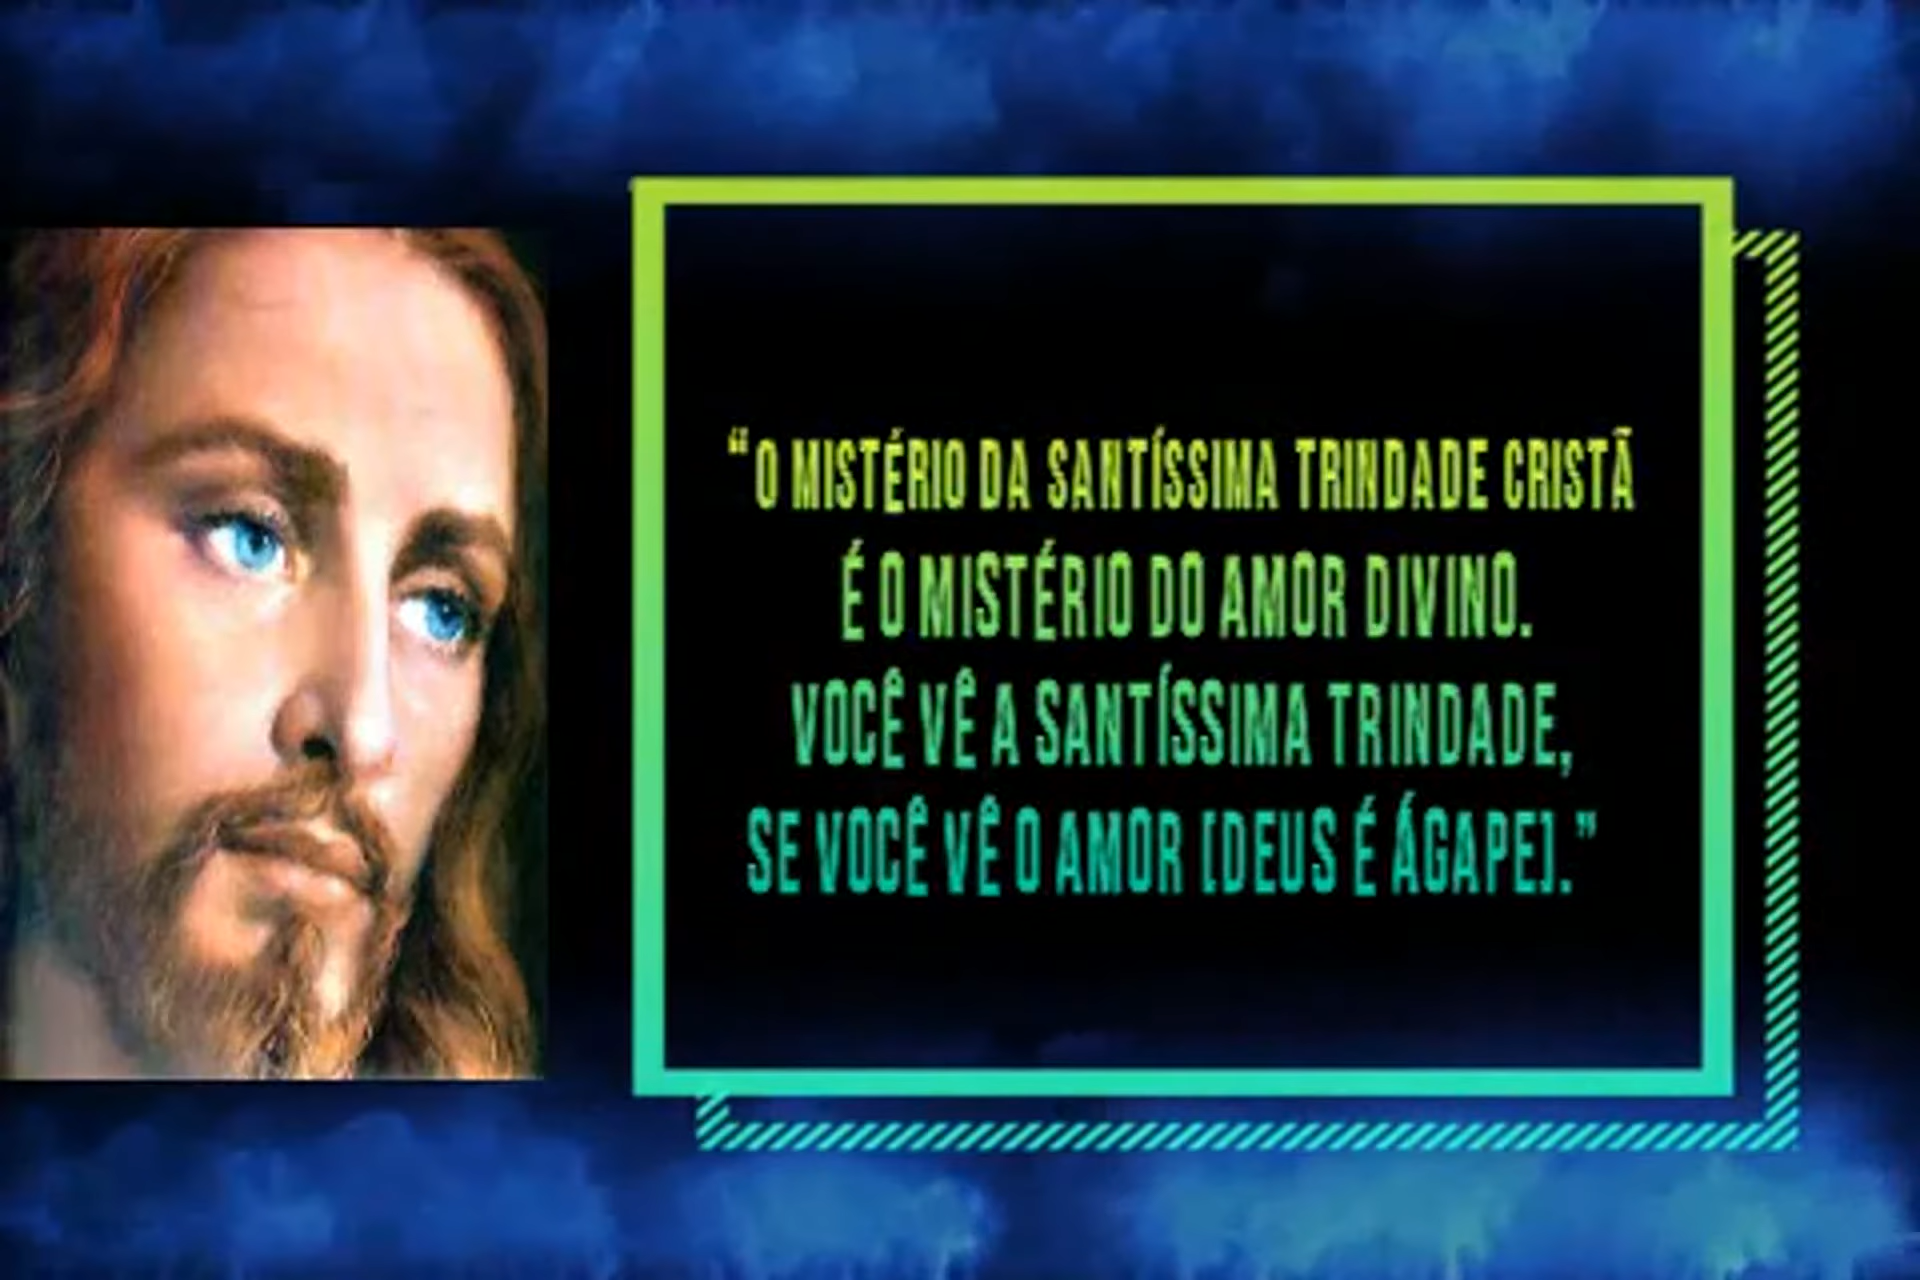 “O MISTÉRIO DA SANTÍSSIMA TRINDADE CRISTÃ
É O MISTÉRIO DO AMOR DIVINO.
VOCÊ VÊ A SANTÍSSIMA TRINDADE,
SE VOCÊ VÊ O AMOR [DEUS É ÁGAPE].”